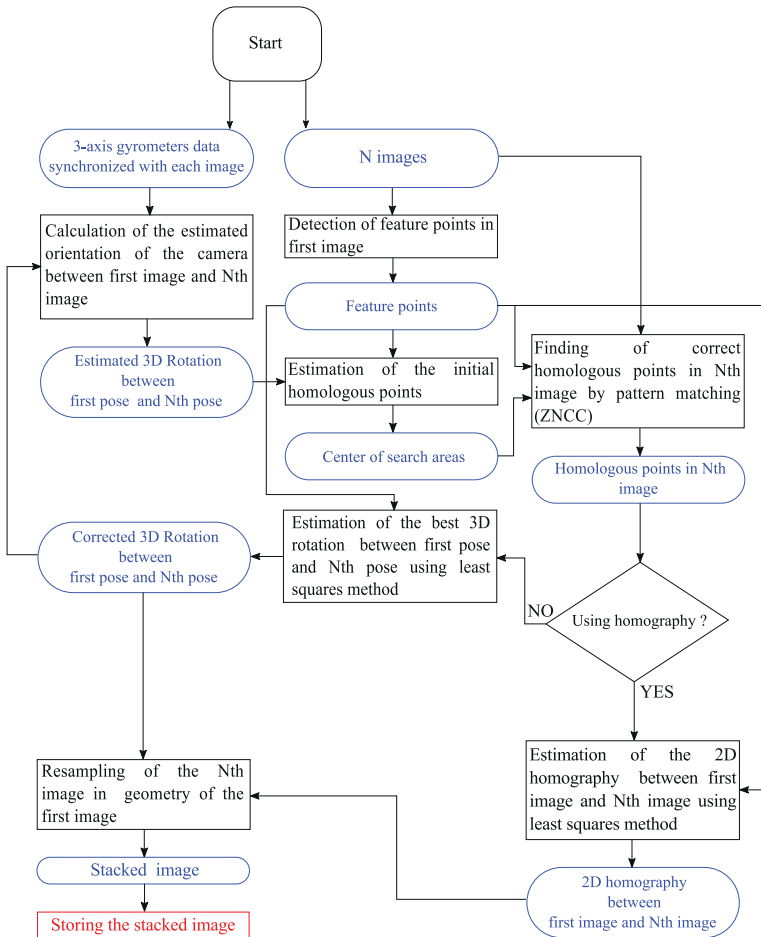 Start
3-axis gyrometers data
synchronized with each image
N images
Calculation of the estimated
orientation of the camera
between first image and Nth
image
Detection of feature points in
first image
Feature points
Estimated 3D Rotation
between
first pose and Nth pose
Estimation of the initial
homologous points
Finding of correct
homologous points in Nth
image by pattern matching
(ZNCC)
Center of search areas
Homologous points in Nth
image
Corrected 3D Rotation
between
first pose and Nth pose
Estimation of the best 3D
rotation between first pose
and Nth pose using least
squares method
NO
Using homography ?
YES
Resampling of the Nth
image in geometry of the
first image
Estimation of the 2D
homography between first
image and Nth image using
least squares method
Stacked image
2D homography
between
first image and Nth image
Storing the stacked image